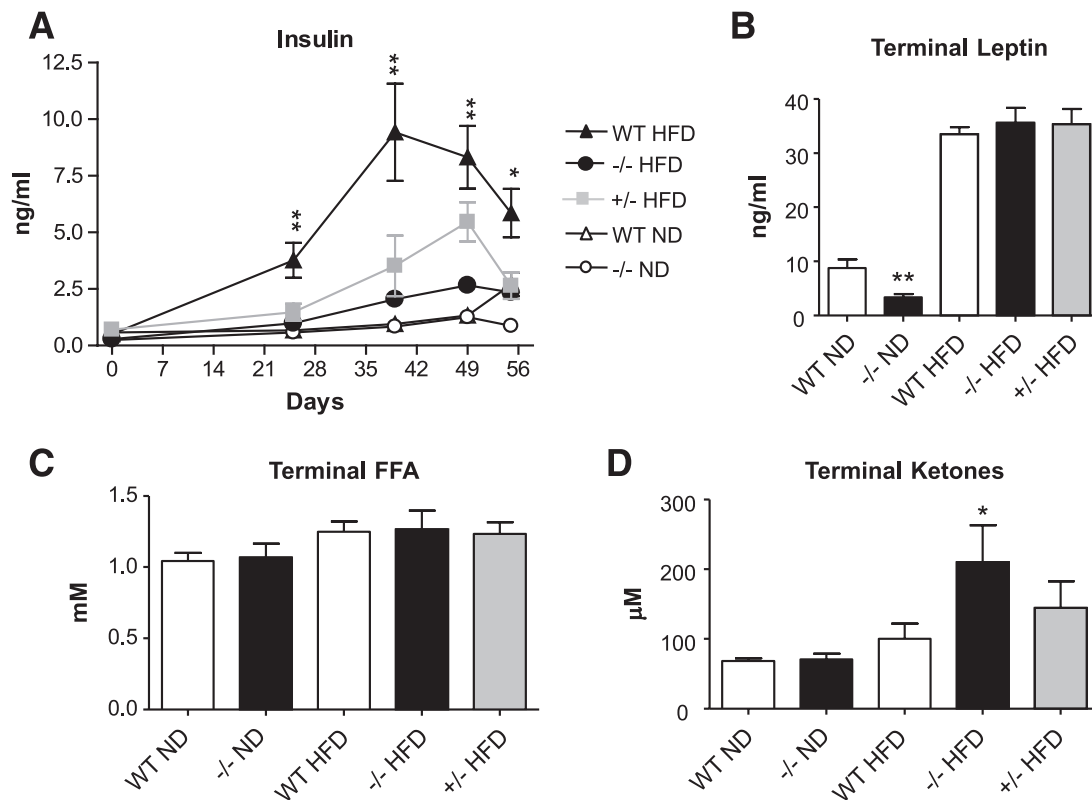 A
Insulin
12.5
10.0
7.5
5.0
2.5
0.0
ng/ml
**
**
**
*
0 7 14 21 28 35 42 49 56
Days
WT HFD
-/- HFD
+/- HFD
WT ND
-/- ND
B
Terminal Leptin
40
30
20
10
0
ng/ml
**
WT ND
-/- ND
WT HFD
-/- HFD
+/- HFD
C
Terminal FFA
1.5
1.0
0.5
0.0
mM
WT ND
-/- ND
WT HFD
-/- HFD
+/- HFD
D
Terminal Ketones
300
200
100
0
µM
*
WT ND
-/- ND
WT HFD
-/- HFD
+/- HFD